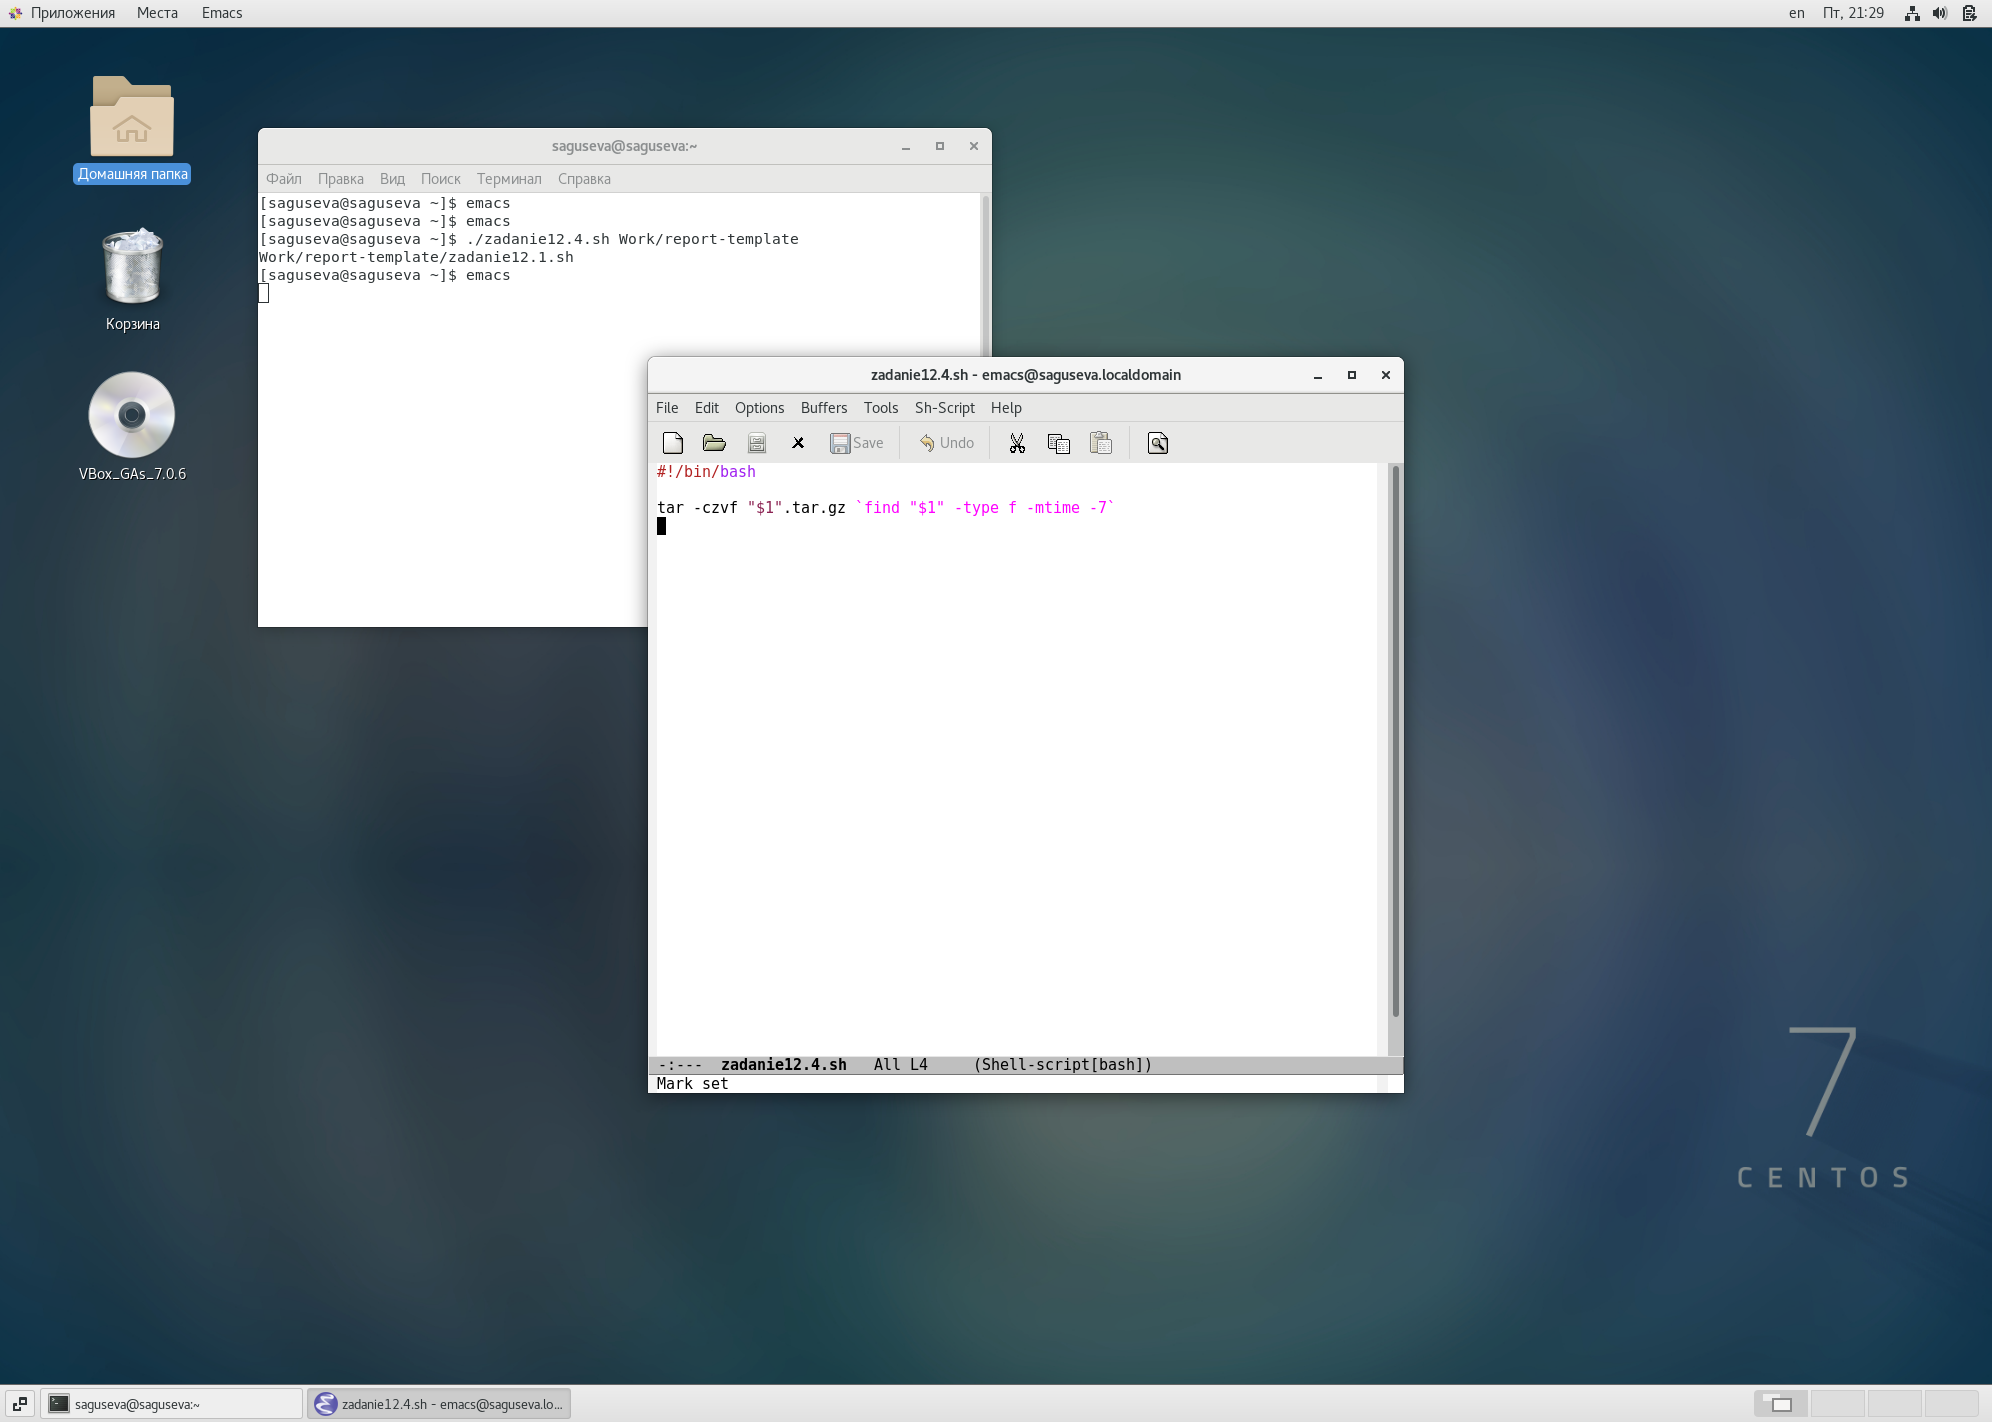 Приложения Места Emacs en Пт, 21:29
Домашняя папка
Корзина
VBox_GAs_7.0.6
saguseva@saguseva:~
Файл Правка Вид Поиск Терминал Справка
[saguseva@saguseva ~]$ emacs
[saguseva@saguseva ~]$ emacs
[saguseva@saguseva ~]$ ./zadanie12.4.sh Work/report-template
Work/report-template/zadanie12.1.sh
[saguseva@saguseva ~]$ emacs
zadanie12.4.sh - emacs@saguseva.localdomain
File Edit Options Buffers Tools Sh-Script Help
Save Undo
#!/bin/bash
tar -czvf "$1".tar.gz `find "$1" -type f -mtime -7`
-:--- zadanie12.4.sh All L4 (Shell-script[bash])
Mark set
7
CENTOS
saguseva@saguseva:~ zadanie12.4.sh - emacs@saguseva.lo...